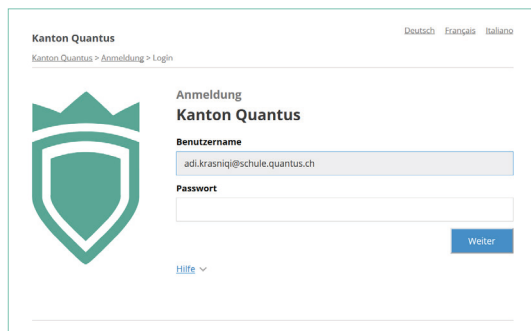 Kanton Quantus
Deutsch Français Italiano
Kanton Quantus > Anmeldung > Login
Anmeldung
Kanton Quantus
Benutzername
adi.krasniqi@schule.quantus.ch
Passwort
Weiter
Hilfe